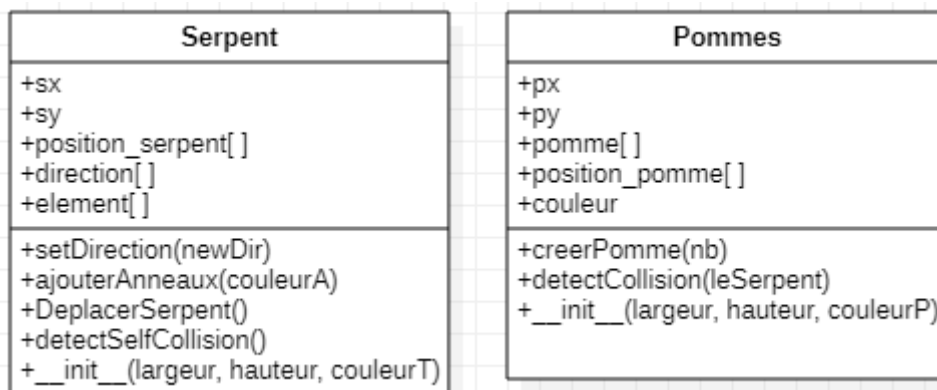 Serpent
+sx
+sy
+position_serpent[ ]
+direction[ ]
+element[ ]
+setDirection(newDir)
+ajouterAnneaux(couleurA)
+DeplacerSerpent()
+detectSelfCollision()
+__init__(largeur, hauteur, couleurT)
Pommes
+px
+py
+pomme[ ]
+position_pomme[ ]
+couleur
+creerPomme(nb)
+detectCollision(leSerpent)
+__init__(largeur, hauteur, couleurP)